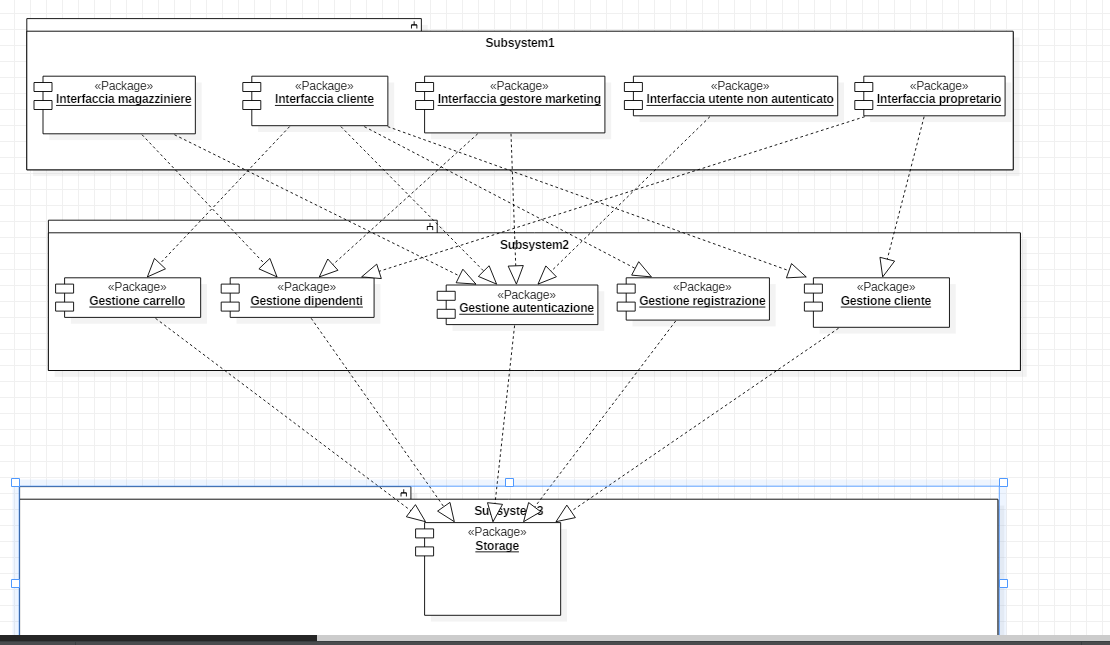 Subsystem1
«Package»
Interfaccia magazziniere
«Package»
Interfaccia cliente
«Package»
Interfaccia gestore marketing
«Package»
Interfaccia utente non autenticato
«Package»
Interfaccia propretario
Subsystem2
«Package»
Gestione carrello
«Package»
Gestione dipendenti
«Package»
Gestione autenticazione
«Package»
Gestione registrazione
«Package»
Gestione cliente
Subsystem3
«Package»
Storage